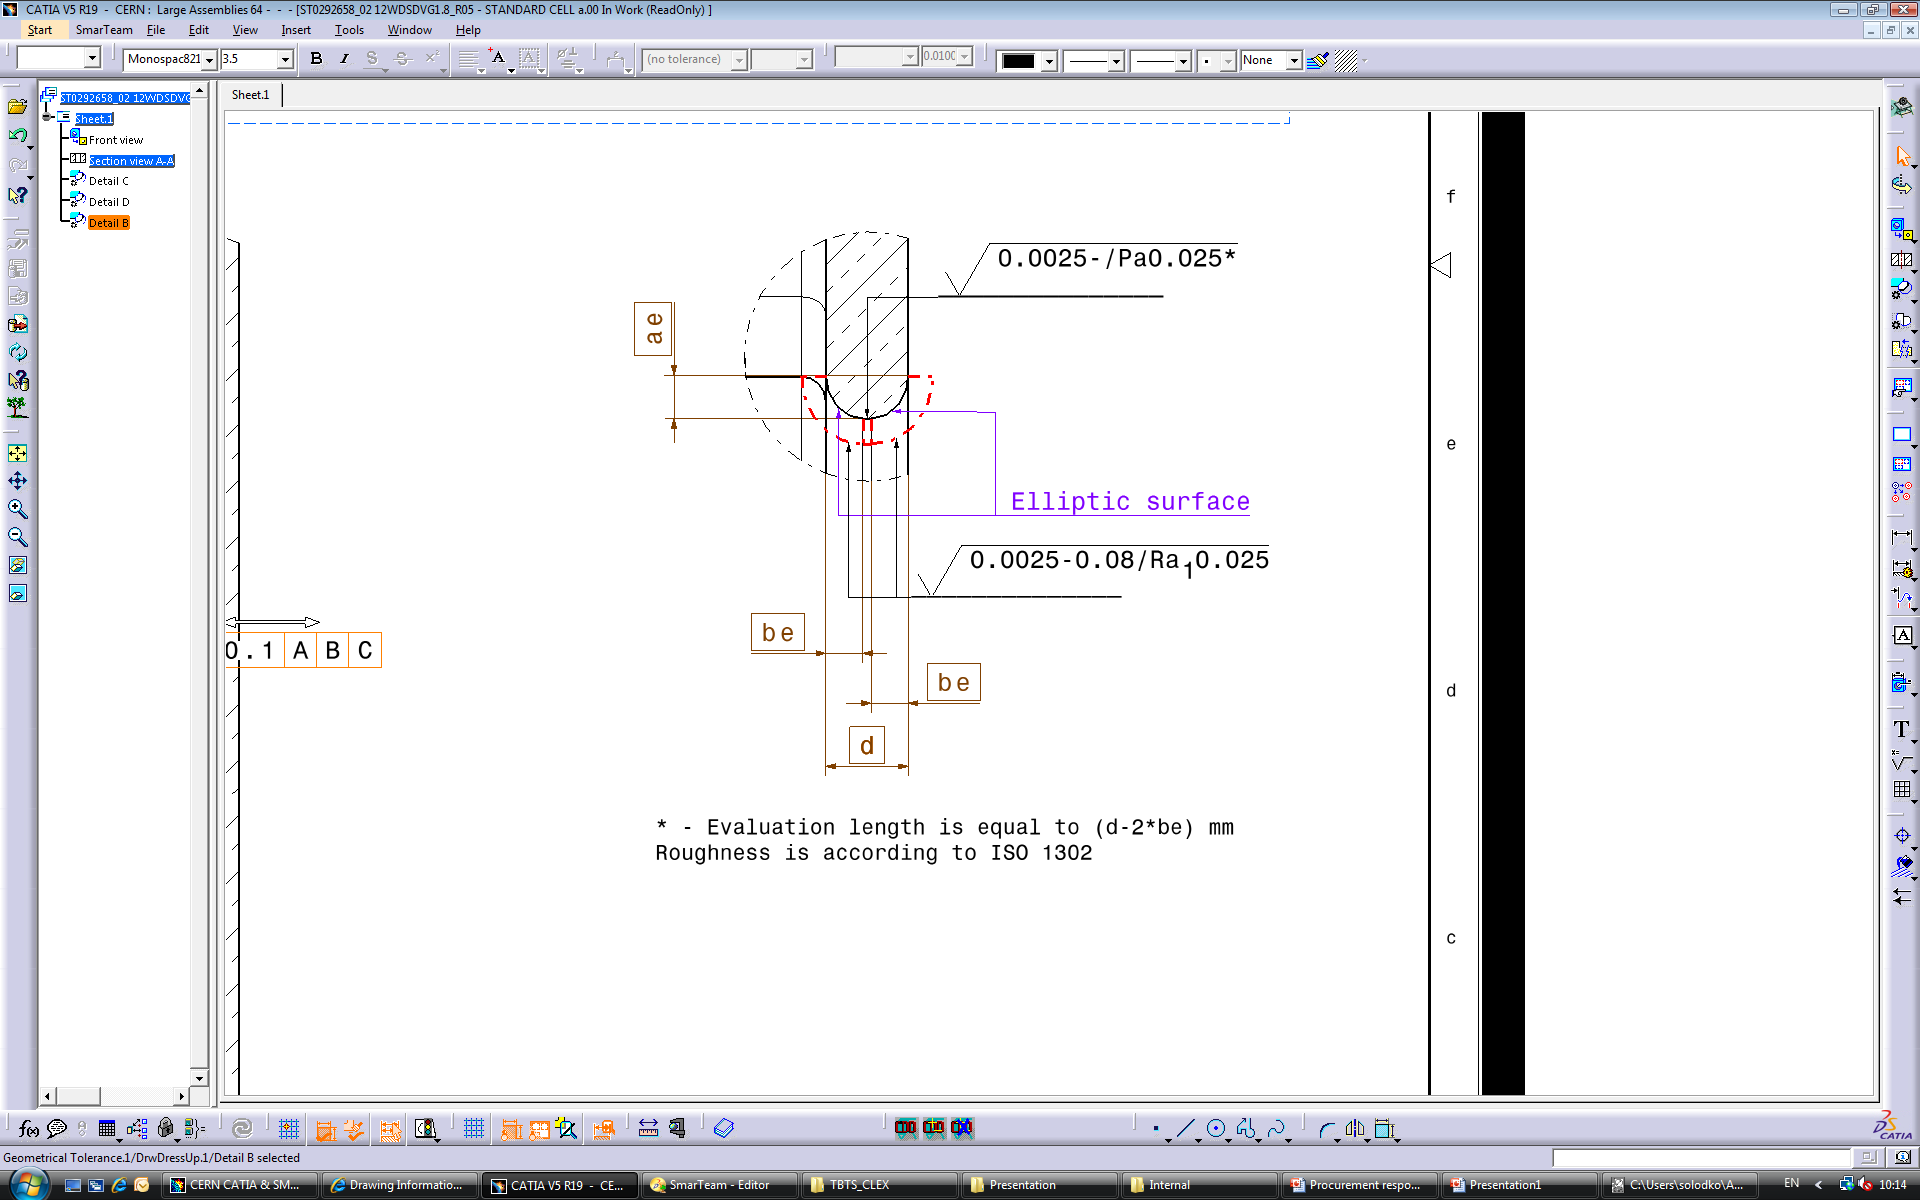 CATIA V5 R19 - CERN : Large Assemblies 64 - - - [ST0292658_02 12WDSDVG1.8_R05 - STANDARD CELL a.00 In Work (ReadOnly) ]
Start SmarTeam File Edit View Insert Tools Window Help
Monospac821 3.5 B I S S x A A (no tolerance) 0.010 None
ST0292658_02 12WDSDVG
Sheet.1
Front view
Section view A-A
Detail C
Detail D
Detail B
Sheet.1
f
0.0025-/Pa0.025*
ae
e
Elliptic surface
0.0025-0.08/Ra10.025
0.1 A B C
be
be
d
d
* - Evaluation length is equal to (d-2*be) mm
Roughness is according to ISO 1302
c
CATIA
Geometrical Tolerance.1/DrwDressUp.1/Detail B selected
CERN CATIA & SM... Drawing Informatio... CATIA V5 R19 - CE... SmarTeam - Editor TBTS_CLEX Presentation Internal Procurement respo... Presentation1 C:\Users\solodko\A... EN < 10:14